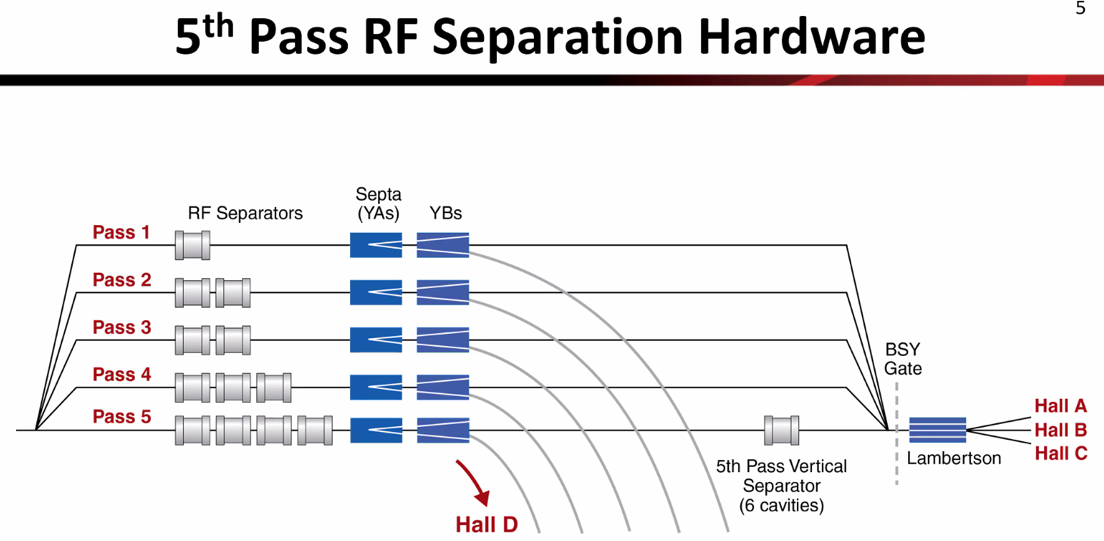 5
5th Pass RF Separation Hardware
RF Separators
Septa
(YAs)
YBs
Pass 1
Pass 2
Pass 3
Pass 4
Pass 5
BSY
Gate
Hall A
Hall B
Hall C
Lambertson
5th Pass Vertical
Separator
(6 cavities)
Hall D